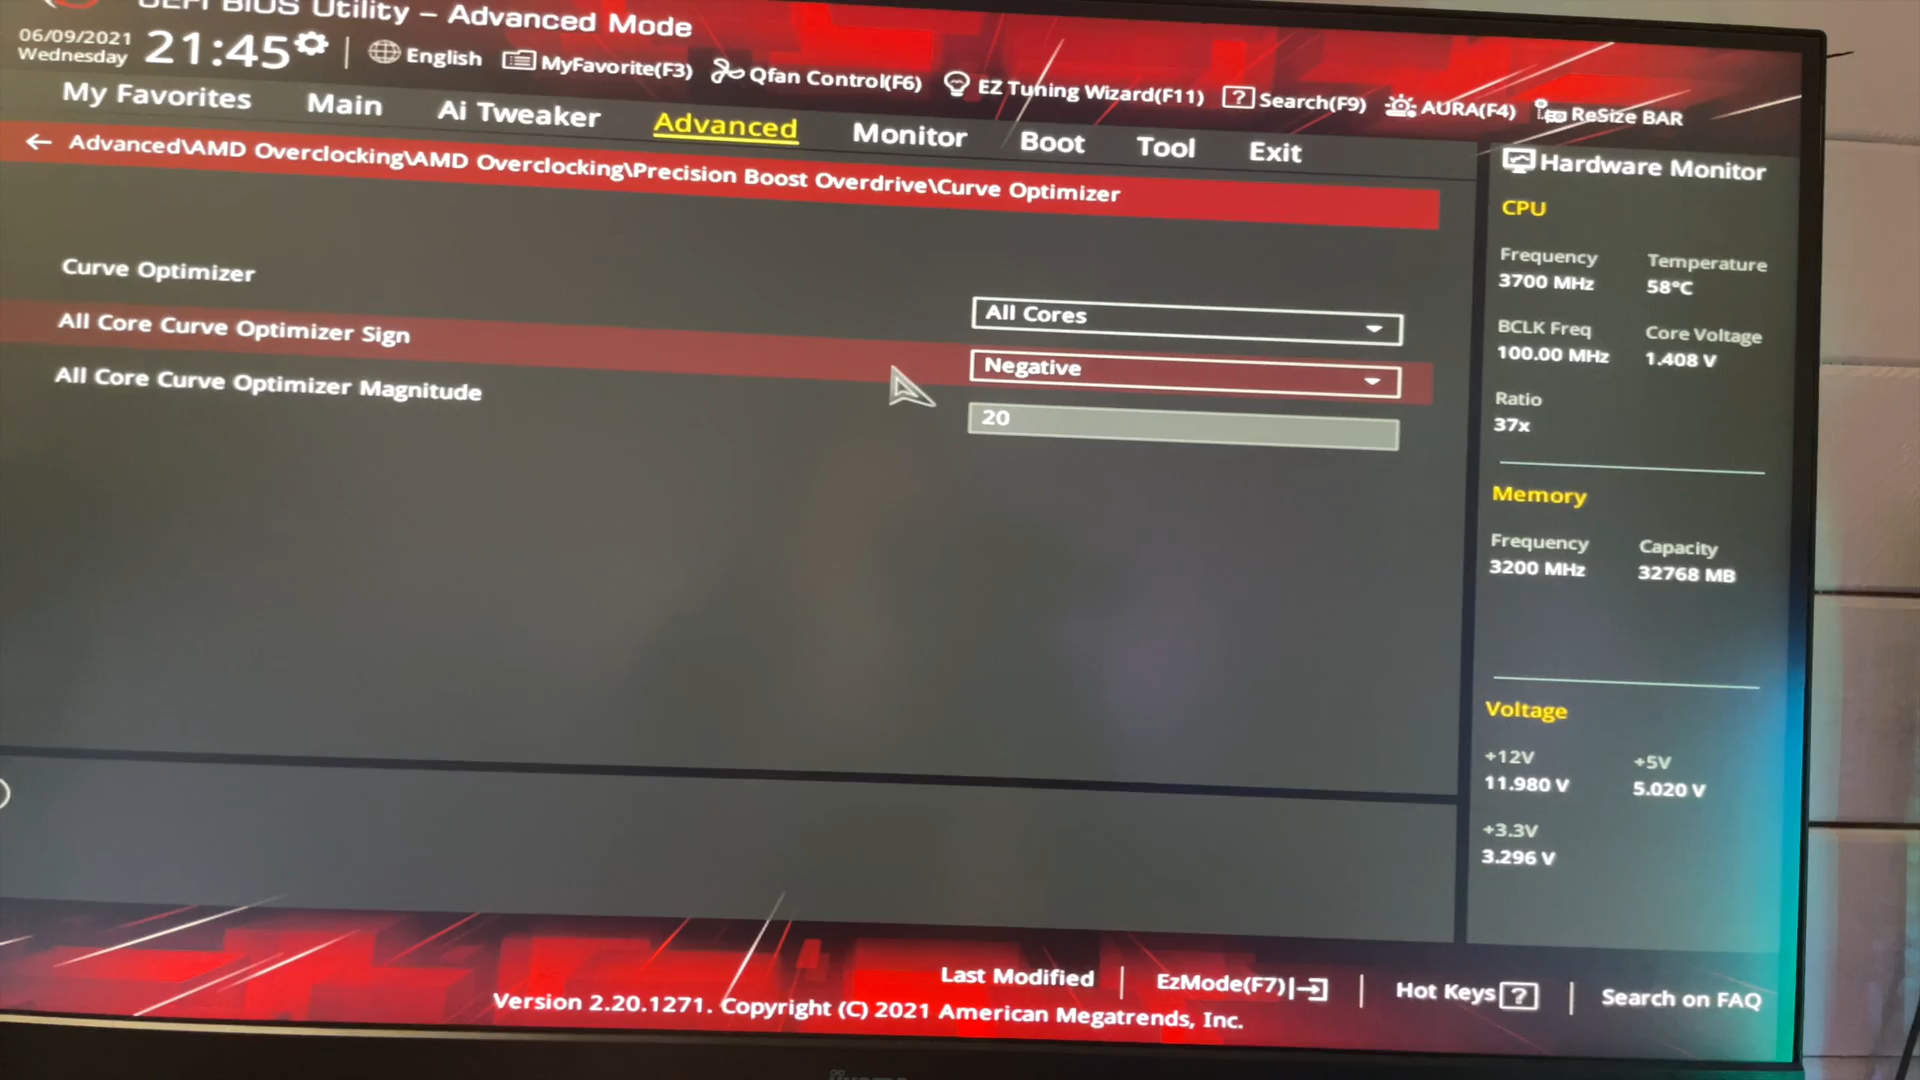 UEFI BIOS Utility – Advanced Mode
06/09/2021
Wednesday
21:45
English
MyFavorite(F3)
Qfan Control(F6)
EZ Tuning Wizard(F11)
Search(F9)
AURA(F4)
ReSize BAR
My Favorites
Main
Ai Tweaker
Advanced
Monitor
Boot
Tool
Exit
Advanced\AMD Overclocking\AMD Overclocking\Precision Boost Overdrive\Curve Optimizer
Curve Optimizer
All Cores
All Core Curve Optimizer Sign
Negative
All Core Curve Optimizer Magnitude
20
Hardware Monitor
CPU
Frequency Temperature
3700 MHz 58°C
BCLK Freq Core Voltage
100.00 MHz 1.408 V
Ratio
37x
Memory
Frequency Capacity
3200 MHz 32768 MB
Voltage
+12V +5V
11.980 V 5.020 V
+3.3V
3.296 V
Last Modified
EzMode(F7)
Hot Keys ?
Search on FAQ
Version 2.20.1271. Copyright (C) 2021 American Megatrends, Inc.